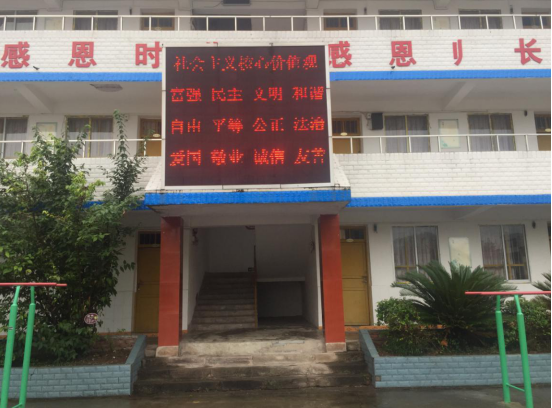 感恩时 感恩 长
社会主义核心价值观
富强 民主 文明 和谐
自由 平等 公正 法治
爱国 敬业 诚信 友善